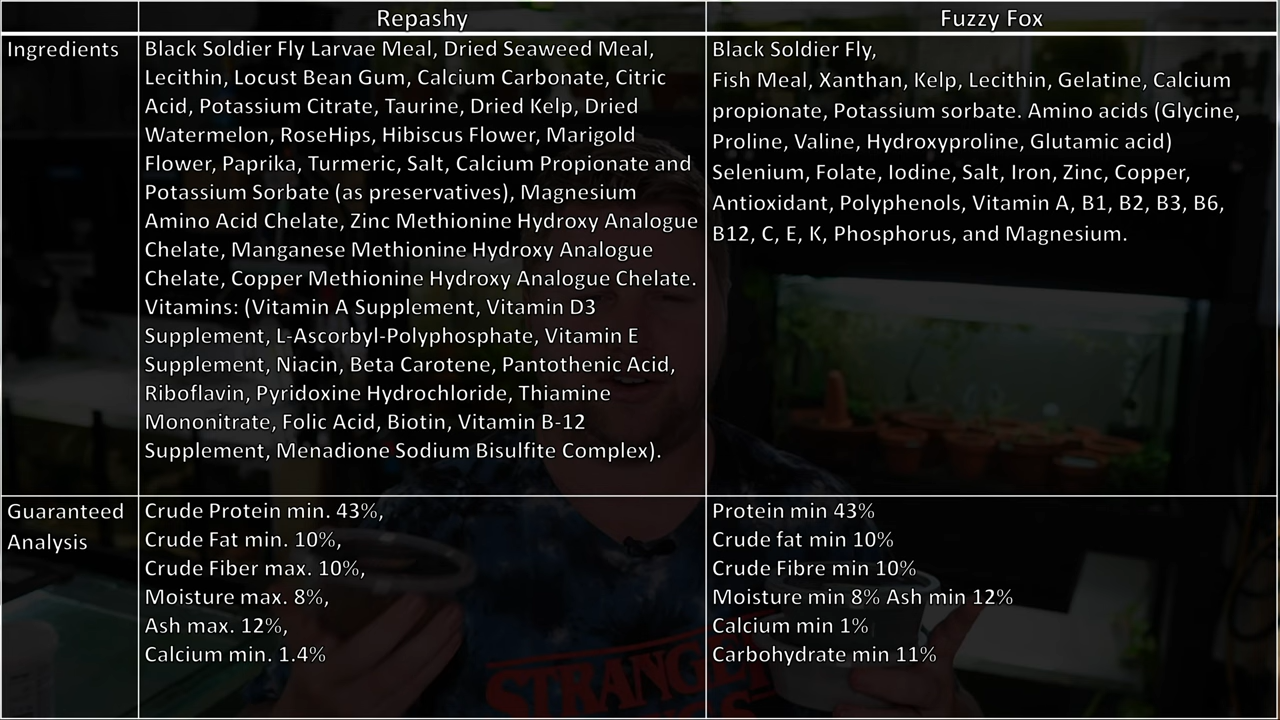 Repashy
Fuzzy Fox
Ingredients
Black Soldier Fly Larvae Meal, Dried Seaweed Meal,
Lecithin, Locust Bean Gum, Calcium Carbonate, Citric
Acid, Potassium Citrate, Taurine, Dried Kelp, Dried
Watermelon, RoseHips, Hibiscus Flower, Marigold
Flower, Paprika, Turmeric, Salt, Calcium Propionate and
Potassium Sorbate (as preservatives), Magnesium
Amino Acid Chelate, Zinc Methionine Hydroxy Analogue
Chelate, Manganese Methionine Hydroxy Analogue
Chelate, Copper Methionine Hydroxy Analogue Chelate.
Vitamins: (Vitamin A Supplement, Vitamin D3
Supplement, L-Ascorbyl-Polyphosphate, Vitamin E
Supplement, Niacin, Beta Carotene, Pantothenic Acid,
Riboflavin, Pyridoxine Hydrochloride, Thiamine
Mononitrate, Folic Acid, Biotin, Vitamin B-12
Supplement, Menadione Sodium Bisulfite Complex).
Black Soldier Fly,
Fish Meal, Xanthan, Kelp, Lecithin, Gelatine, Calcium
propionate, Potassium sorbate. Amino acids (Glycine,
Proline, Valine, Hydroxyproline, Glutamic acid)
Selenium, Folate, Iodine, Salt, Iron, Zinc, Copper,
Antioxidant, Polyphenols, Vitamin A, B1, B2, B3, B6,
B12, C, E, K, Phosphorus, and Magnesium.
Guaranteed
Analysis
Crude Protein min. 43%,
Crude Fat min. 10%,
Crude Fiber max. 10%,
Moisture max. 8%,
Ash max. 12%,
Calcium min. 1.4%
Protein min 43%
Crude fat min 10%
Crude Fibre min 10%
Moisture min 8% Ash min 12%
Calcium min 1%
Carbohydrate min 11%
STRANGER